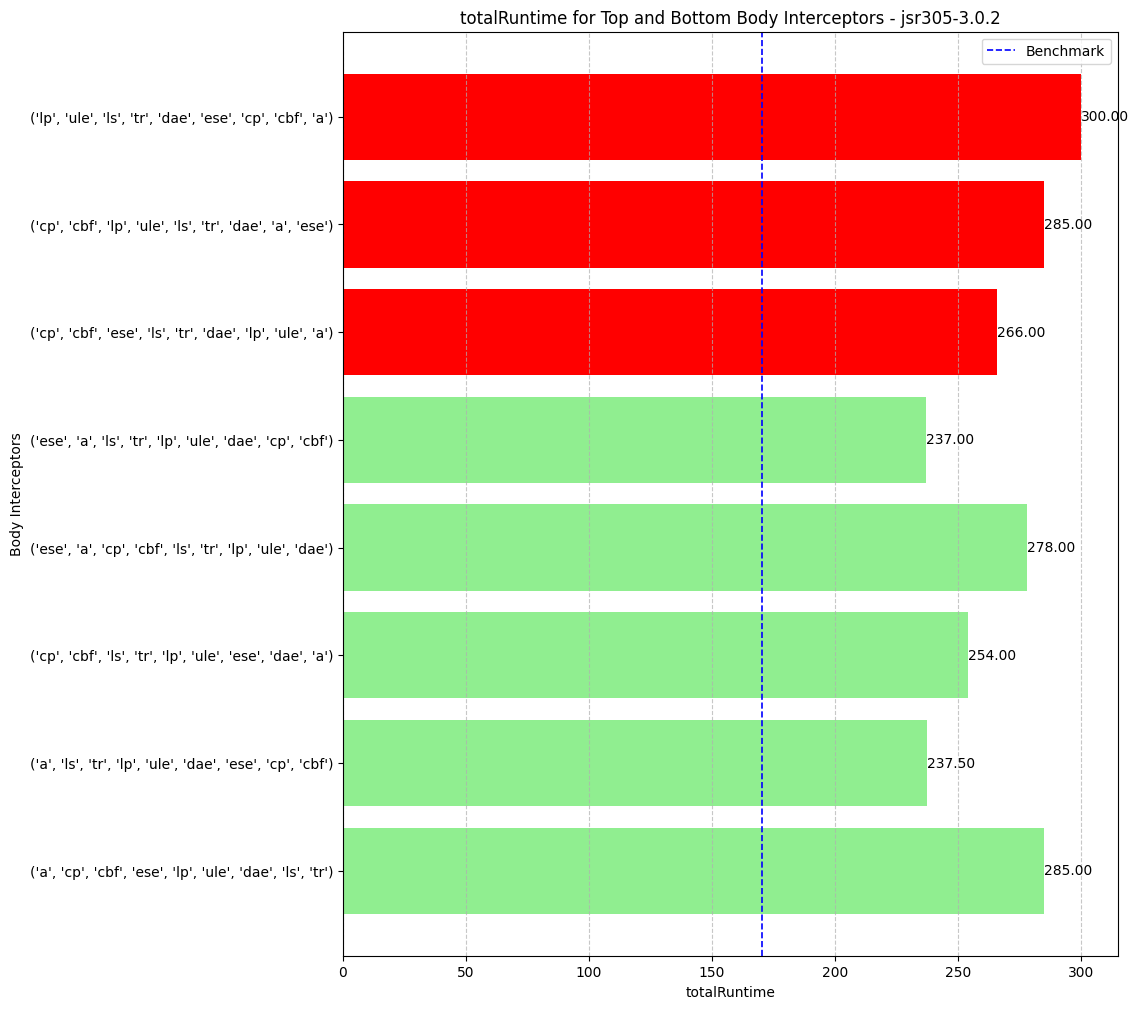 totalRuntime for Top and Bottom Body Interceptors - jsr305-3.0.2
Benchmark
('lp', 'ule', 'ls', 'tr', 'dae', 'ese', 'cp', 'cbf', 'a')
300.00
('cp', 'cbf', 'lp', 'ule', 'ls', 'tr', 'dae', 'a', 'ese')
285.00
('cp', 'cbf', 'ese', 'ls', 'tr', 'dae', 'lp', 'ule', 'a')
266.00
('ese', 'a', 'ls', 'tr', 'lp', 'ule', 'dae', 'cp', 'cbf')
237.00
('ese', 'a', 'cp', 'cbf', 'ls', 'tr', 'lp', 'ule', 'dae')
278.00
('cp', 'cbf', 'ls', 'tr', 'lp', 'ule', 'ese', 'dae', 'a')
254.00
('a', 'ls', 'tr', 'lp', 'ule', 'dae', 'ese', 'cp', 'cbf')
237.50
('a', 'cp', 'cbf', 'ese', 'lp', 'ule', 'dae', 'ls', 'tr')
285.00
Body Interceptors
0 50 100 150 200 250 300
totalRuntime